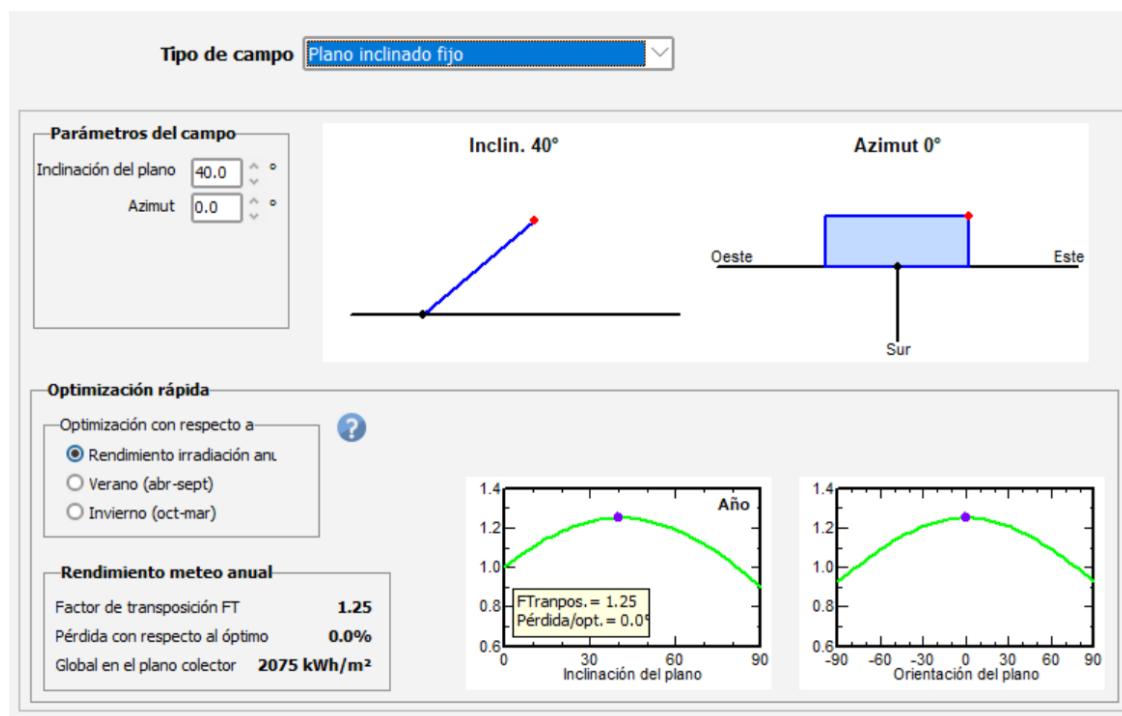 Tipo de campo Plano inclinado fijo
Parámetros del campo
Inclinación del plano 40.0 °
Azimut 0.0 °
Inclin. 40°
Azimut 0°
Oeste Este
Sur
Optimización rápida
Optimización con respecto a
Rendimiento irradiación anu
Verano (abr-sept)
Invierno (oct-mar)
?
Rendimiento meteo anual
Factor de transposición FT 1.25
Pérdida con respecto al óptimo 0.0%
Global en el plano colector 2075 kWh/m²
1.4
1.2
1.0
0.8
0.6
Año
FTranpos.= 1.25
Pérdida/opt.= 0.0
0 30 60 90
Inclinación del plano
1.4
1.2
1.0
0.8
0.6
-90 -60 -30 0 30 60 90
Orientación del plano